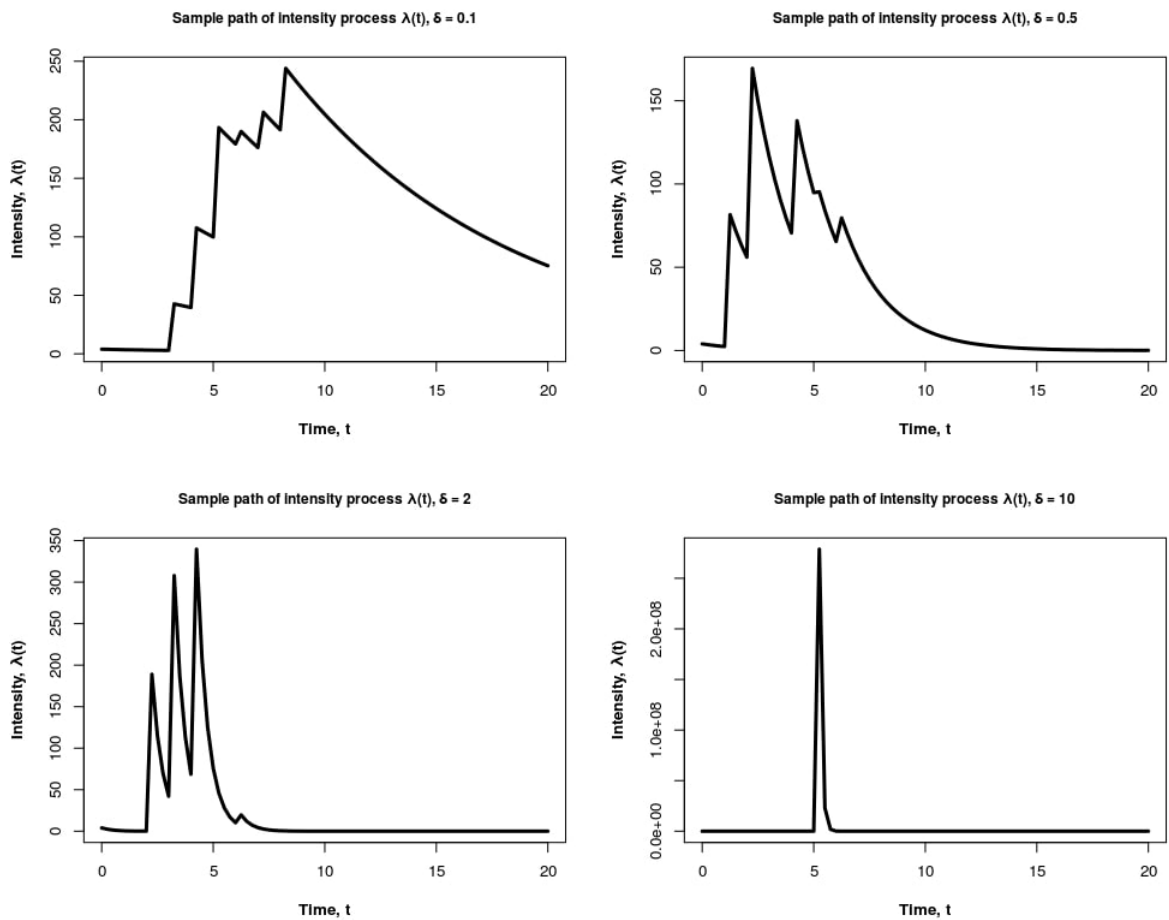 Sample path of intensity process λ(t), δ = 0.1
Intensity, λ(t)
250
200
150
100
50
0
0 5 10 15 20
Time, t
Sample path of intensity process λ(t), δ = 0.5
Intensity, λ(t)
150
100
50
0
0 5 10 15 20
Time, t
Sample path of intensity process λ(t), δ = 2
Intensity, λ(t)
350
300
250
200
150
100
50
0
0 5 10 15 20
Time, t
Sample path of intensity process λ(t), δ = 10
Intensity, λ(t)
2.0e+08
1.0e+08
0.0e+00
0 5 10 15 20
Time, t